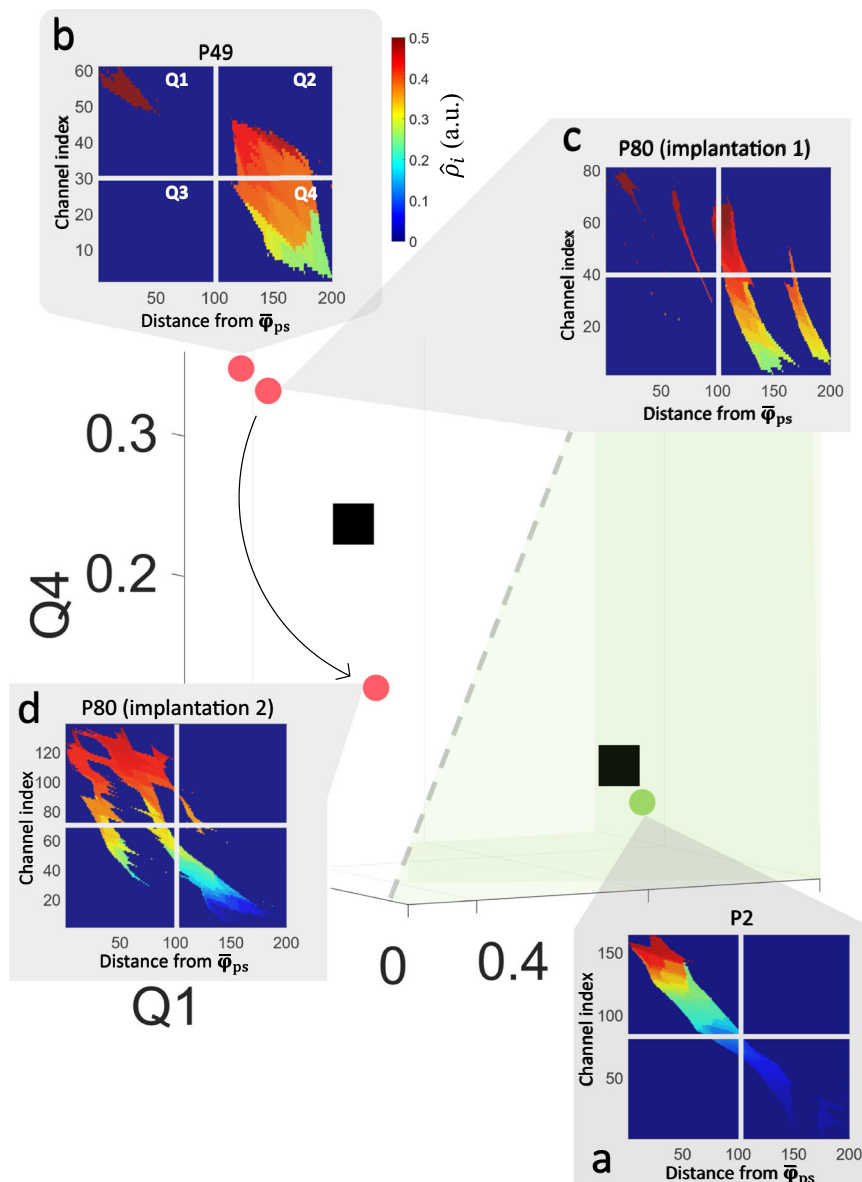 b
P49
Q1
Q2
Q3
Q4
60
50
40
30
20
10
50
100
150
200
Channel index
Distance from φ̄ps
0.5
0.4
0.3
0.2
0.1
0
ρ̂i (a.u.)
c
P80 (implantation 1)
80
60
40
20
50
100
150
200
Channel index
Distance from φ̄ps
0.3
0.2
Q4
d
P80 (implantation 2)
120
100
80
60
40
20
50
100
150
200
Channel index
Distance from φ̄ps
0
0.4
Q1
P2
150
100
50
50
100
150
200
Channel index
Distance from φ̄ps
a